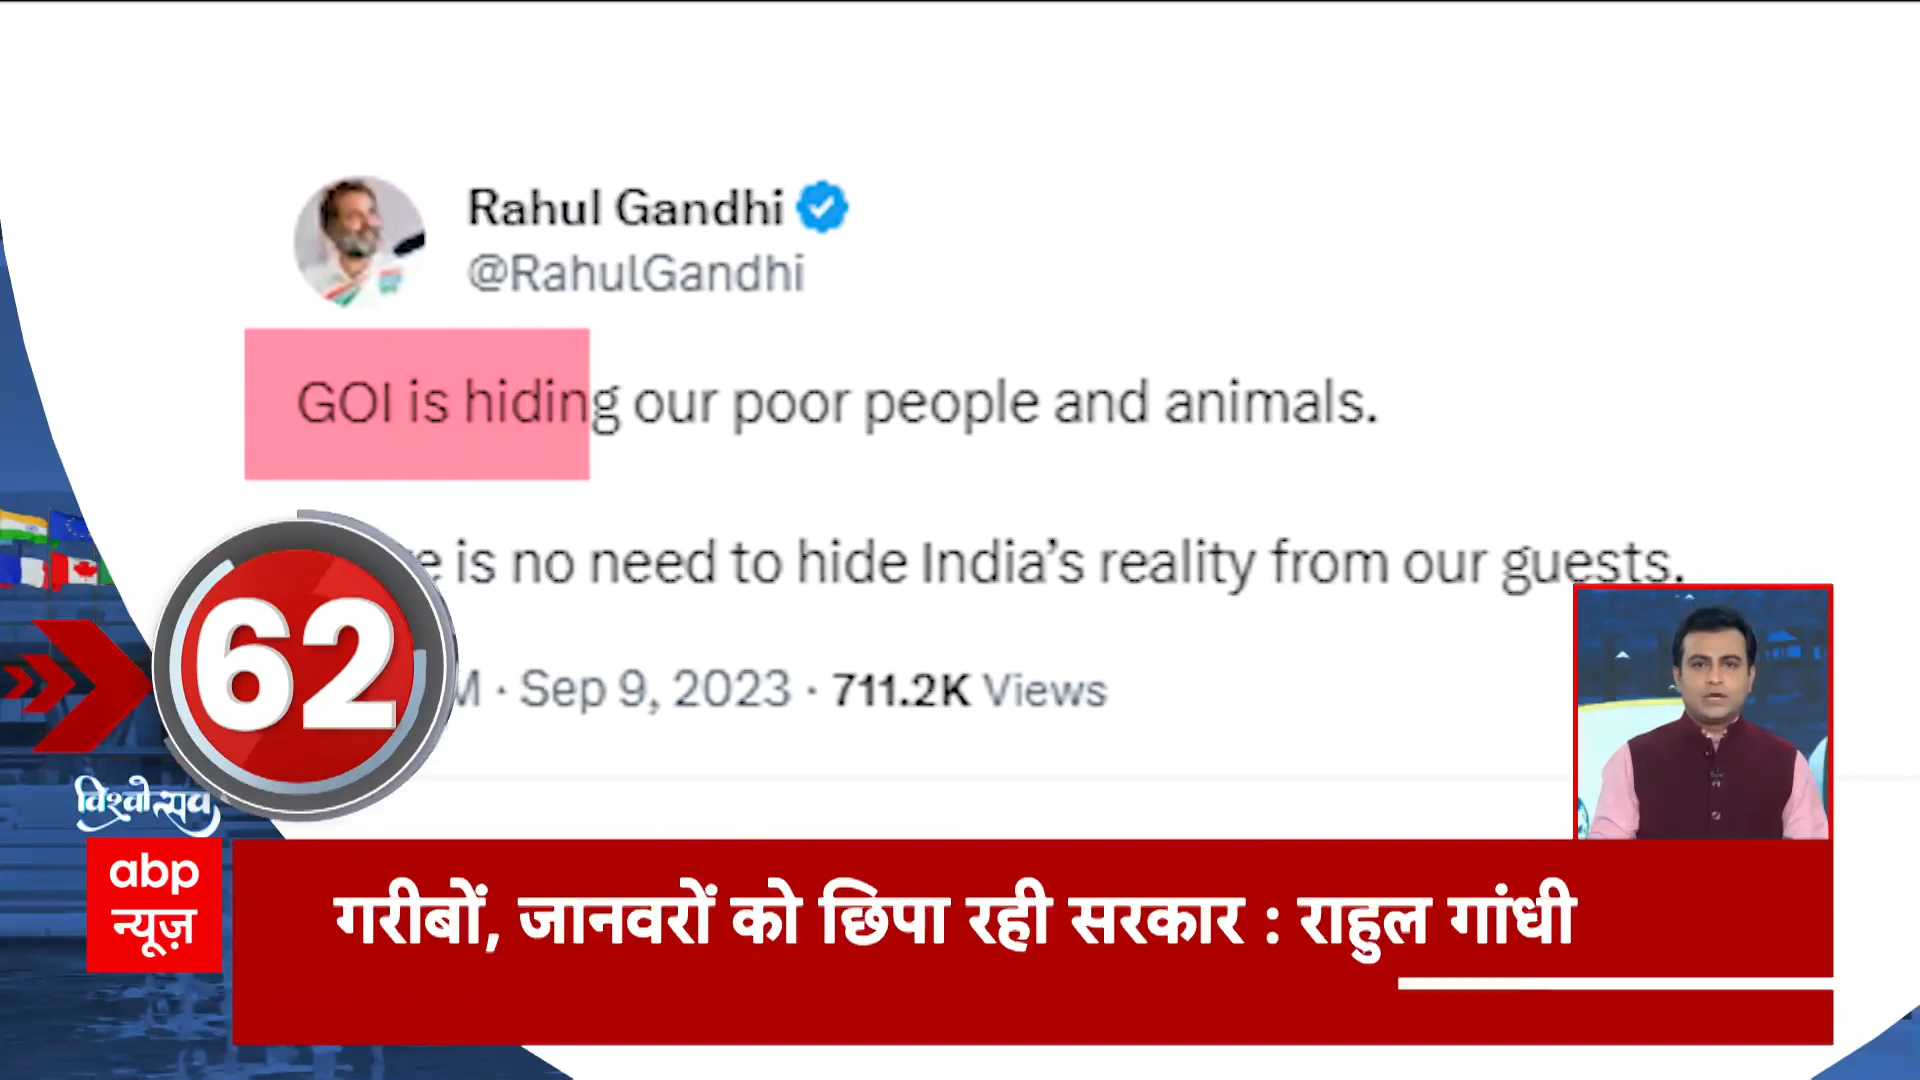 Rahul Gandhi
@RahulGandhi
GOI is hiding our poor people and animals.
is no need to hide India's reality from our guests.
· Sep 9, 2023 · 711.2K Views
62
विश्वोत्सव
abp
न्यूज़
गरीबों, जानवरों को छिपा रही सरकार : राहुल गांधी